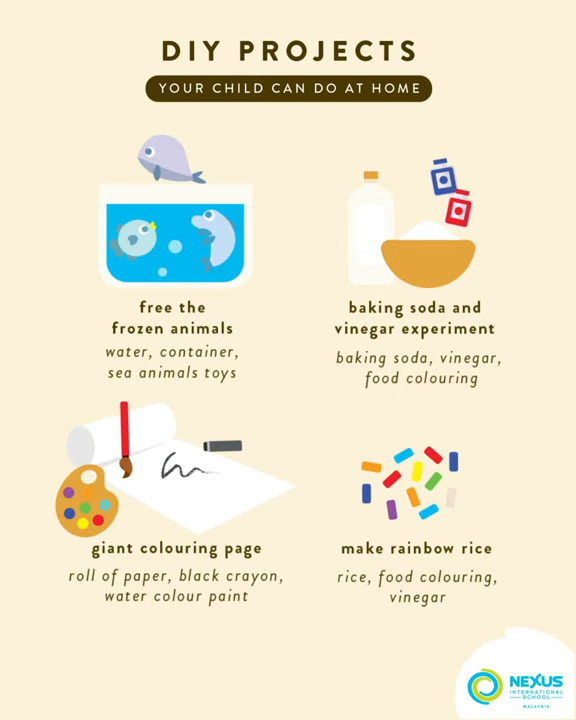 DIY PROJECTS
YOUR CHILD CAN DO AT HOME
free the
frozen animals
water, container,
sea animals toys
baking soda and
vinegar experiment
baking soda, vinegar,
food colouring
giant colouring page
roll of paper, black crayon,
water colour paint
make rainbow rice
rice, food colouring,
vinegar
NEXUS
INTERNATIONAL
SCHOOL
MALAYSIA